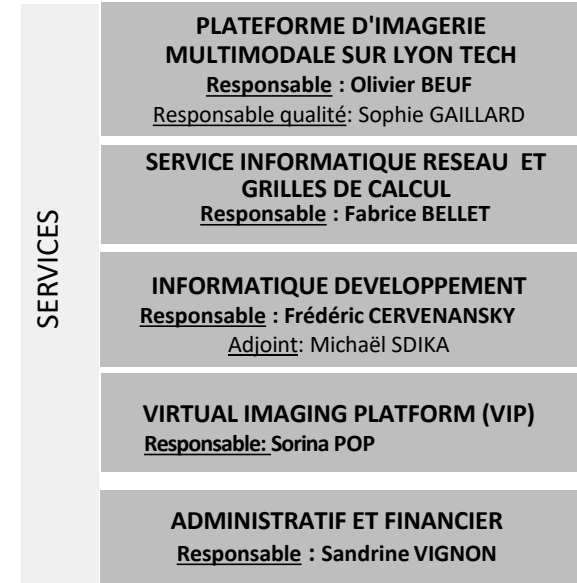 SERVICES
PLATEFORME D'IMAGERIE
MULTIMODALE SUR LYON TECH
Responsable : Olivier BEUF
Responsable qualité: Sophie GAILLARD
SERVICE INFORMATIQUE RESEAU ET
GRILLES DE CALCUL
Responsable : Fabrice BELLET
INFORMATIQUE DEVELOPPEMENT
Responsable : Frédéric CERVENANSKY
Adjoint: Michaël SDIKA
VIRTUAL IMAGING PLATFORM (VIP)
Responsable: Sorina POP
ADMINISTRATIF ET FINANCIER
Responsable : Sandrine VIGNON